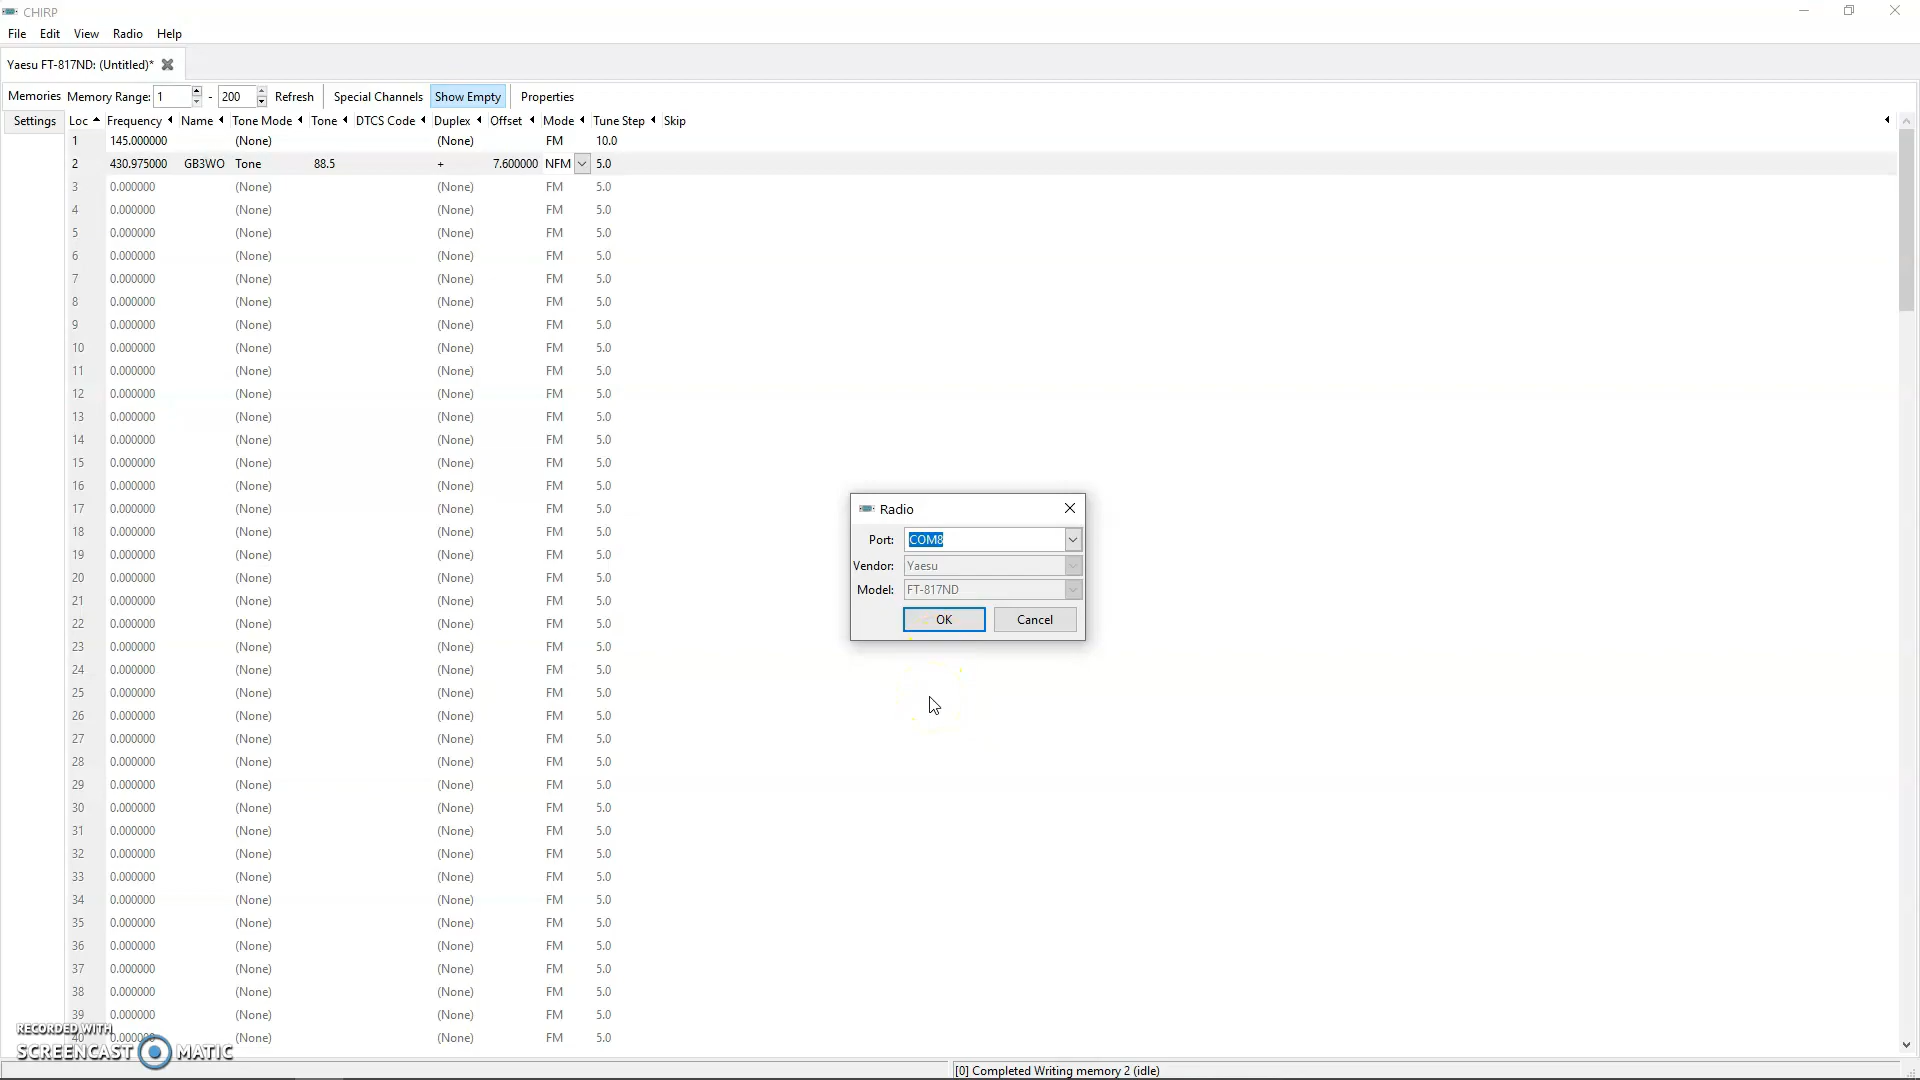 CHIRP
File Edit View Radio Help
Yaesu FT-817ND: (Untitled)*
Memories Memory Range: 1 - 200 Refresh Special Channels Show Empty Properties
Settings Loc Frequency Name Tone Mode Tone DTCS Code Duplex Offset Mode Tune Step Skip
1 145.000000 (None) (None) FM 10.0
2 430.975000 GB3WO Tone 88.5 + 7.600000 NFM 5.0
3 0.000000 (None) (None) FM 5.0
4 0.000000 (None) (None) FM 5.0
5 0.000000 (None) (None) FM 5.0
6 0.000000 (None) (None) FM 5.0
7 0.000000 (None) (None) FM 5.0
8 0.000000 (None) (None) FM 5.0
9 0.000000 (None) (None) FM 5.0
10 0.000000 (None) (None) FM 5.0
11 0.000000 (None) (None) FM 5.0
12 0.000000 (None) (None) FM 5.0
13 0.000000 (None) (None) FM 5.0
14 0.000000 (None) (None) FM 5.0
15 0.000000 (None) (None) FM 5.0
16 0.000000 (None) (None) FM 5.0
17 0.000000 (None) (None) FM 5.0
18 0.000000 (None) (None) FM 5.0
19 0.000000 (None) (None) FM 5.0
20 0.000000 (None) (None) FM 5.0
21 0.000000 (None) (None) FM 5.0
22 0.000000 (None) (None) FM 5.0
23 0.000000 (None) (None) FM 5.0
24 0.000000 (None) (None) FM 5.0
25 0.000000 (None) (None) FM 5.0
26 0.000000 (None) (None) FM 5.0
27 0.000000 (None) (None) FM 5.0
28 0.000000 (None) (None) FM 5.0
29 0.000000 (None) (None) FM 5.0
30 0.000000 (None) (None) FM 5.0
31 0.000000 (None) (None) FM 5.0
32 0.000000 (None) (None) FM 5.0
33 0.000000 (None) (None) FM 5.0
34 0.000000 (None) (None) FM 5.0
35 0.000000 (None) (None) FM 5.0
36 0.000000 (None) (None) FM 5.0
37 0.000000 (None) (None) FM 5.0
38 0.000000 (None) (None) FM 5.0
39 0.000000 (None) (None) FM 5.0
40 0.000000 (None) (None) FM 5.0
Radio
Port: COM8
Vendor: Yaesu
Model: FT-817ND
OK Cancel
RECORDED WITH
SCREENCAST MATIC
[0] Completed Writing memory 2 (idle)